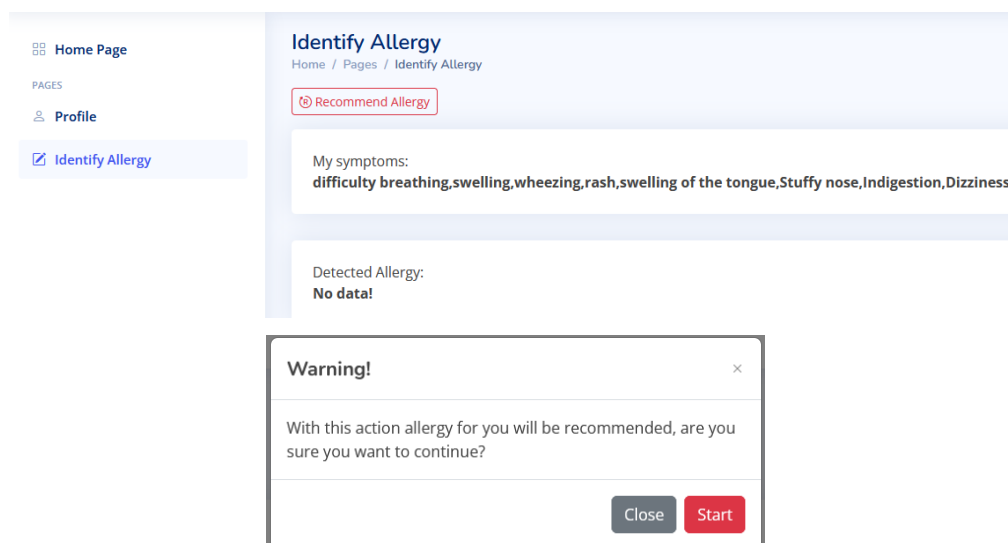 Home Page
PAGES
Profile
Identify Allergy
Identify Allergy
Home / Pages / Identify Allergy
Recommend Allergy
My symptoms:
difficulty breathing,swelling,wheezing,rash,swelling of the tongue,Stuffy nose,Indigestion,Dizziness
Detected Allergy:
No data!
Warning!
×
With this action allergy for you will be recommended, are you
sure you want to continue?
Close Start